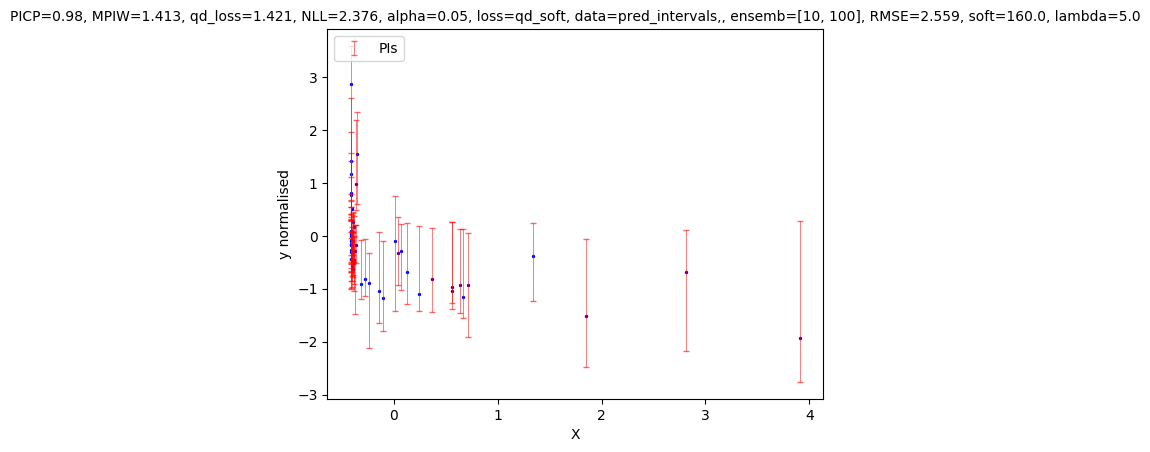 PICP=0.98, MPIW=1.413, qd_loss=1.421, NLL=2.376, alpha=0.05, loss=qd_soft, data=pred_intervals,, ensemb=[10, 100], RMSE=2.559, soft=160.0, lambda=5.0
PIs
3
2
1
0
−1
−2
−3
y normalised
0 1 2 3 4
X